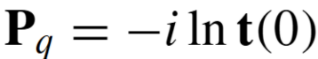 𝐏_q = −i ln 𝐭(0)